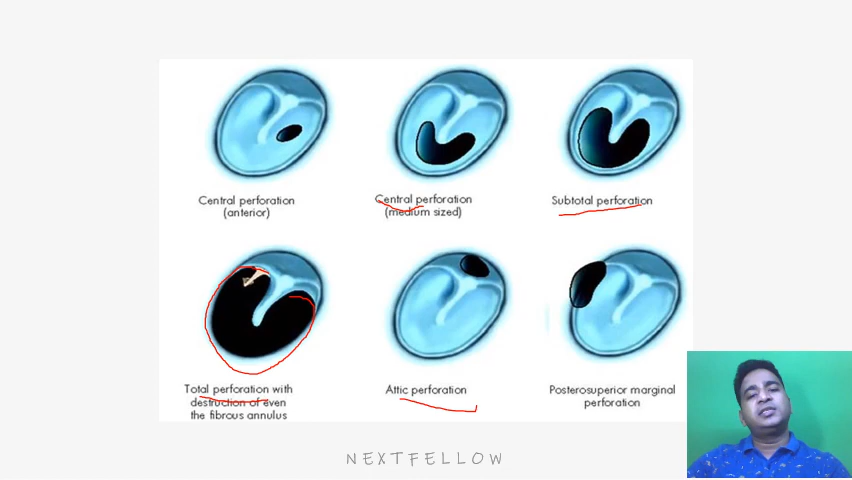 Central perforation
(anterior)
Central perforation
(medium sized)
Subtotal perforation
Total perforation with
destruction of even
the fibrous annulus
Attic perforation
Posterosuperior marginal
perforation
NEXTFELLOW